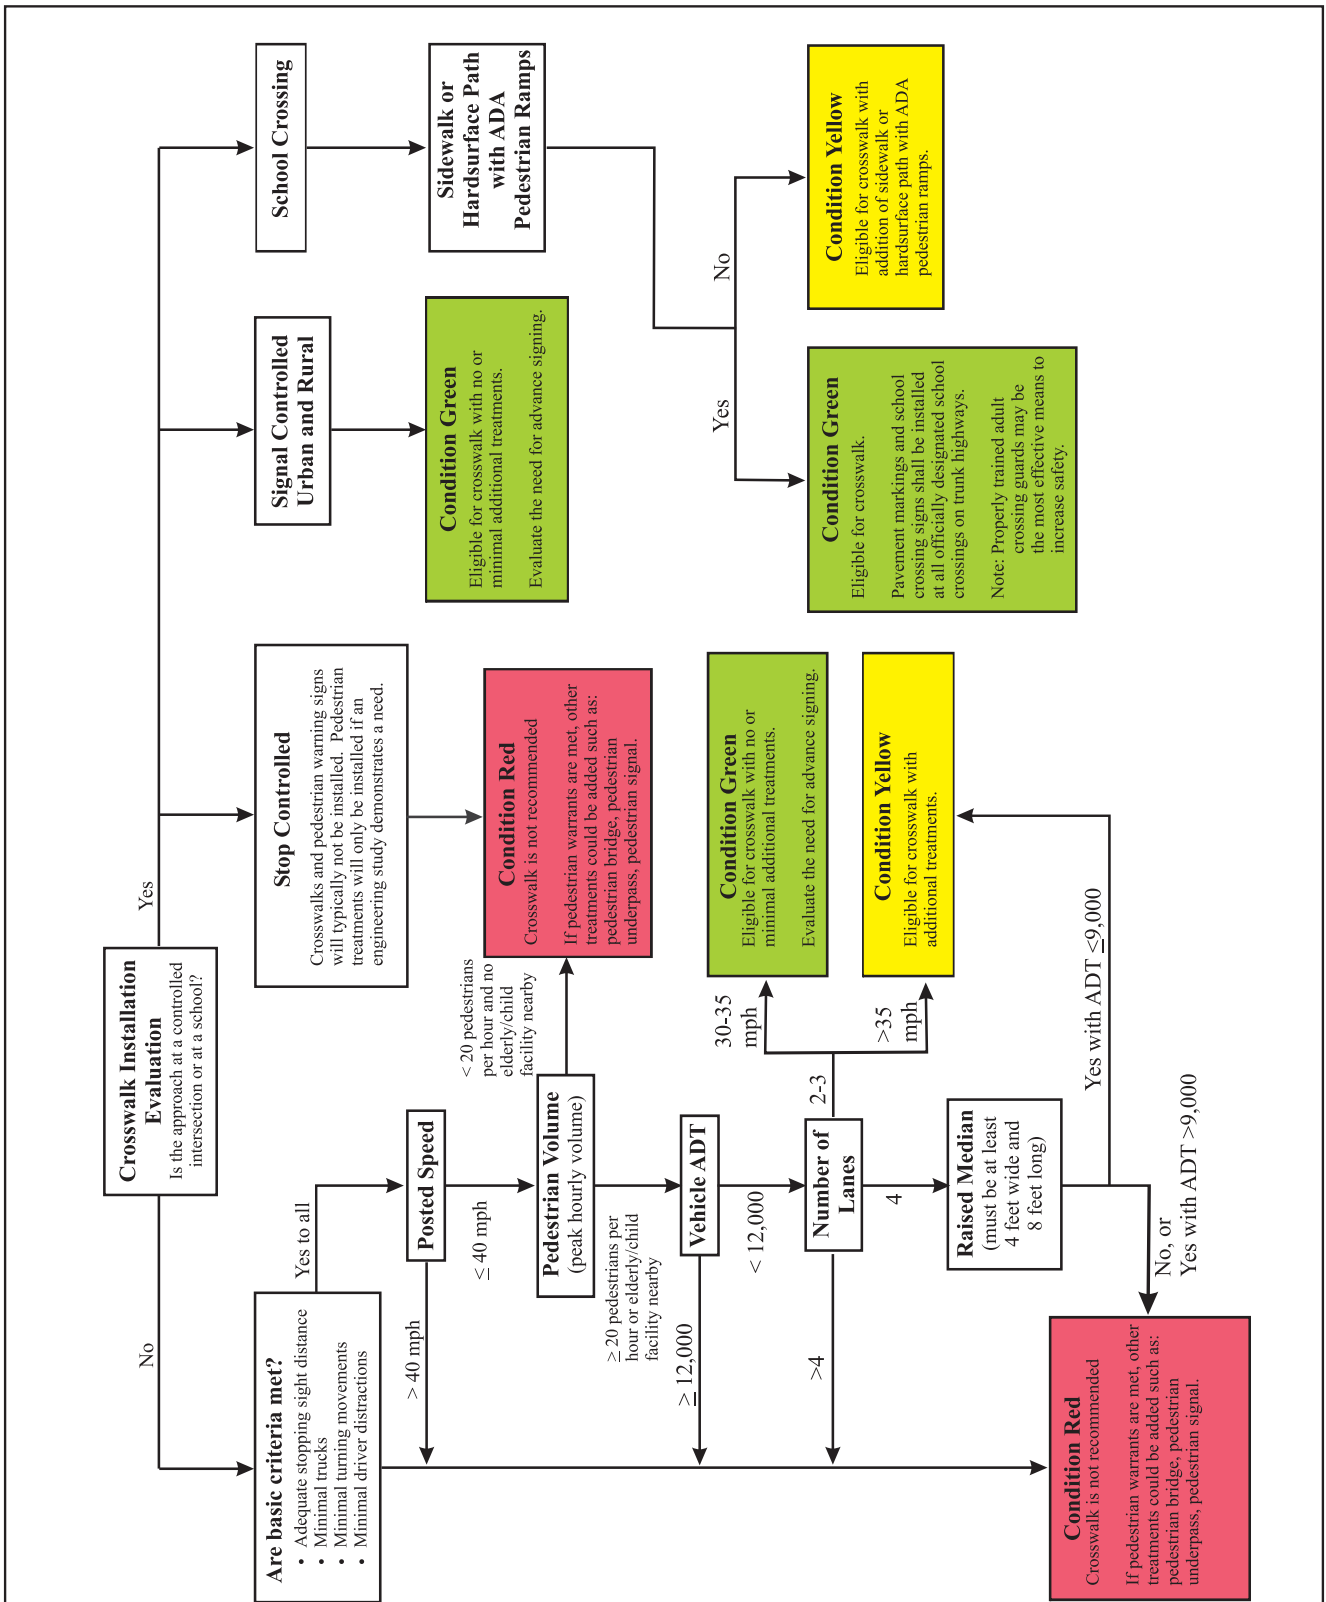 Crosswalk Installation
Evaluation
Is the approach at a controlled
intersection or at a school?
No
Yes
Are basic criteria met?
• Adequate stopping sight distance
• Minimal trucks
• Minimal turning movements
• Minimal driver distractions
Yes to all
Stop Controlled
Crosswalks and pedestrian warning signs
will typically not be installed. Pedestrian
treatments will only be installed if an
engineering study demonstrates a need.
Signal Controlled
Urban and Rural
School Crossing
Posted Speed
> 40 mph
≤ 40 mph
Condition Green
Eligible for crosswalk with no or
minimal additional treatments.
Evaluate the need for advance signing.
Sidewalk or
Hardsurface Path
with ADA
Pedestrian Ramps
Pedestrian Volume
(peak hourly volume)
< 20 pedestrians
per hour and no
elderly/child
facility nearby
Condition Red
Crosswalk is not recommended
If pedestrian warrants are met, other
treatments could be added such as:
pedestrian bridge, pedestrian
underpass, pedestrian signal.
≥ 20 pedestrians per
hour or elderly/child
facility nearby
Vehicle ADT
≥ 12,000
< 12,000
Yes
No
Number of
Lanes
>4
4
2-3
30-35
mph
>35
mph
Condition Green
Eligible for crosswalk with no or
minimal additional treatments.
Evaluate the need for advance signing.
Condition Yellow
Eligible for crosswalk with
additional treatments.
Condition Green
Eligible for crosswalk.
Pavement markings and school
crossing signs shall be installed
at all officially designated school
crossings on trunk highways.
Note: Properly trained adult
crossing guards may be
the most effective means to
increase safety.
Condition Yellow
Eligible for crosswalk with
addition of sidewalk or
hardsurface path with ADA
pedestrian ramps.
Raised Median
(must be at least
4 feet wide and
8 feet long)
Yes with ADT ≤9,000
No, or
Yes with ADT >9,000
Condition Red
Crosswalk is not recommended
If pedestrian warrants are met, other
treatments could be added such as:
pedestrian bridge, pedestrian
underpass, pedestrian signal.